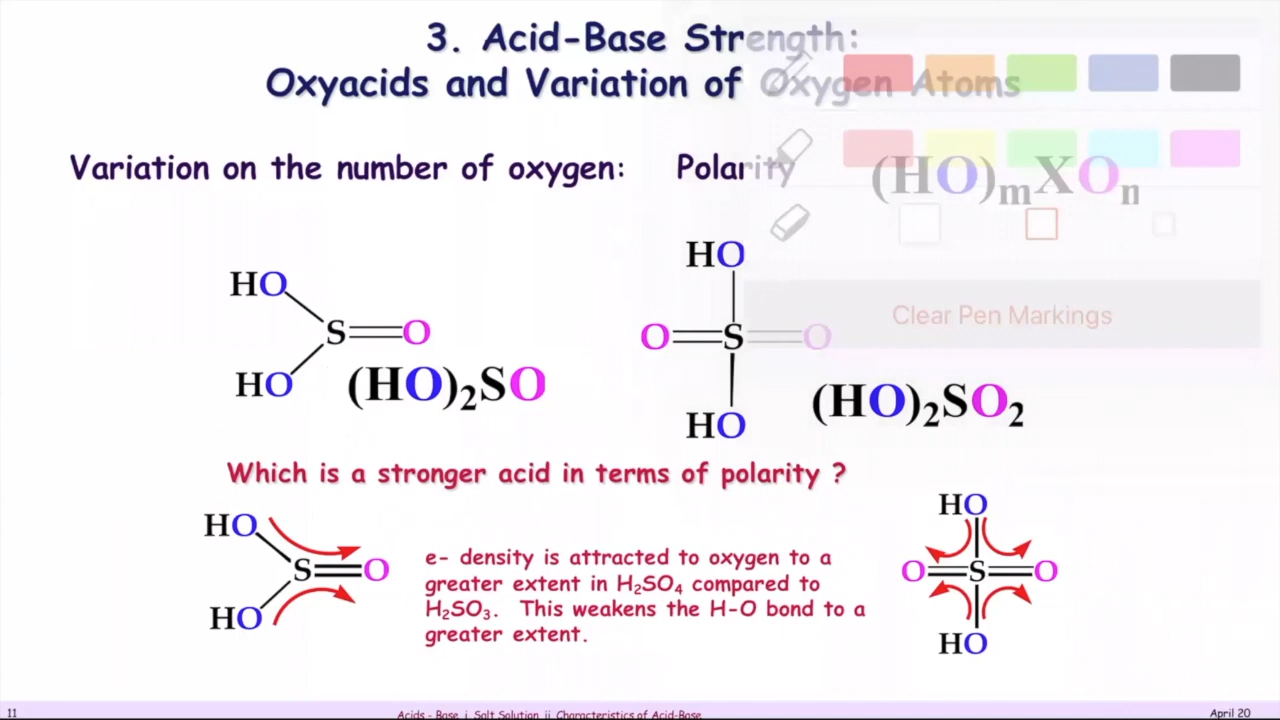 3. Acid-Base Strength:
Oxyacids and Variation of Oxygen Atoms
Variation on the number of oxygen: Polarity (HO)ₘXOₙ
Clear Pen Markings
HO
S O
HO
(HO)₂SO
HO
O S O
HO
(HO)₂SO₂
Which is a stronger acid in terms of polarity ?
HO
S O
HO
e- density is attracted to oxygen to a
greater extent in H₂SO₄ compared to
H₂SO₃. This weakens the H-O bond to a
greater extent.
HO
O S O
HO
11 Acids - Base i Salt Solution ii Characteristics of Acid-Base April 20